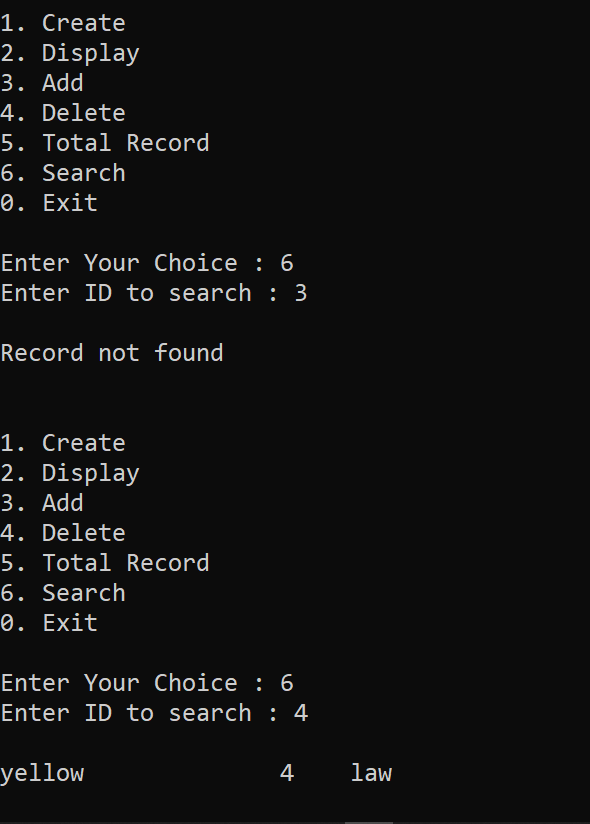 1. Create
2. Display
3. Add
4. Delete
5. Total Record
6. Search
0. Exit
Enter Your Choice : 6
Enter ID to search : 3
Record not found
1. Create
2. Display
3. Add
4. Delete
5. Total Record
6. Search
0. Exit
Enter Your Choice : 6
Enter ID to search : 4
yellow 4 law